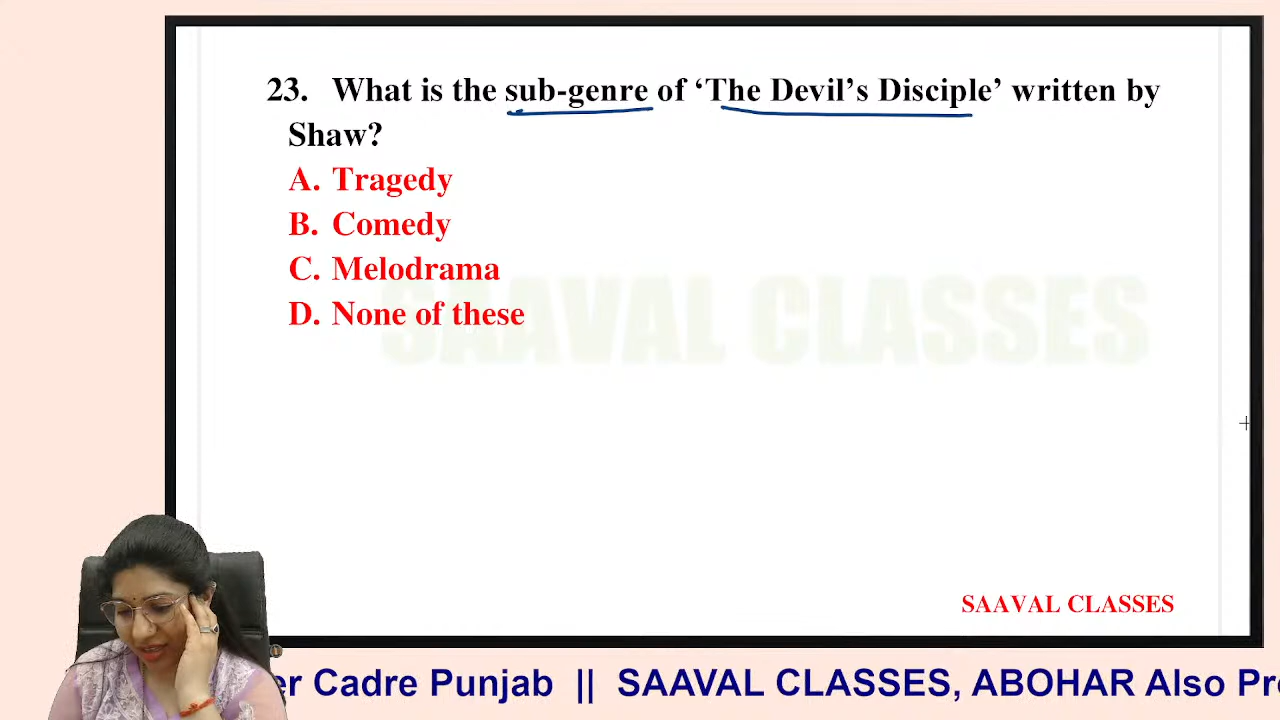 23. What is the sub-genre of ‘The Devil’s Disciple’ written by
Shaw?
A. Tragedy
B. Comedy
C. Melodrama
D. None of these
SAAVAL CLASSES
SAAVAL CLASSES
er Cadre Punjab || SAAVAL CLASSES, ABOHAR Also Pr